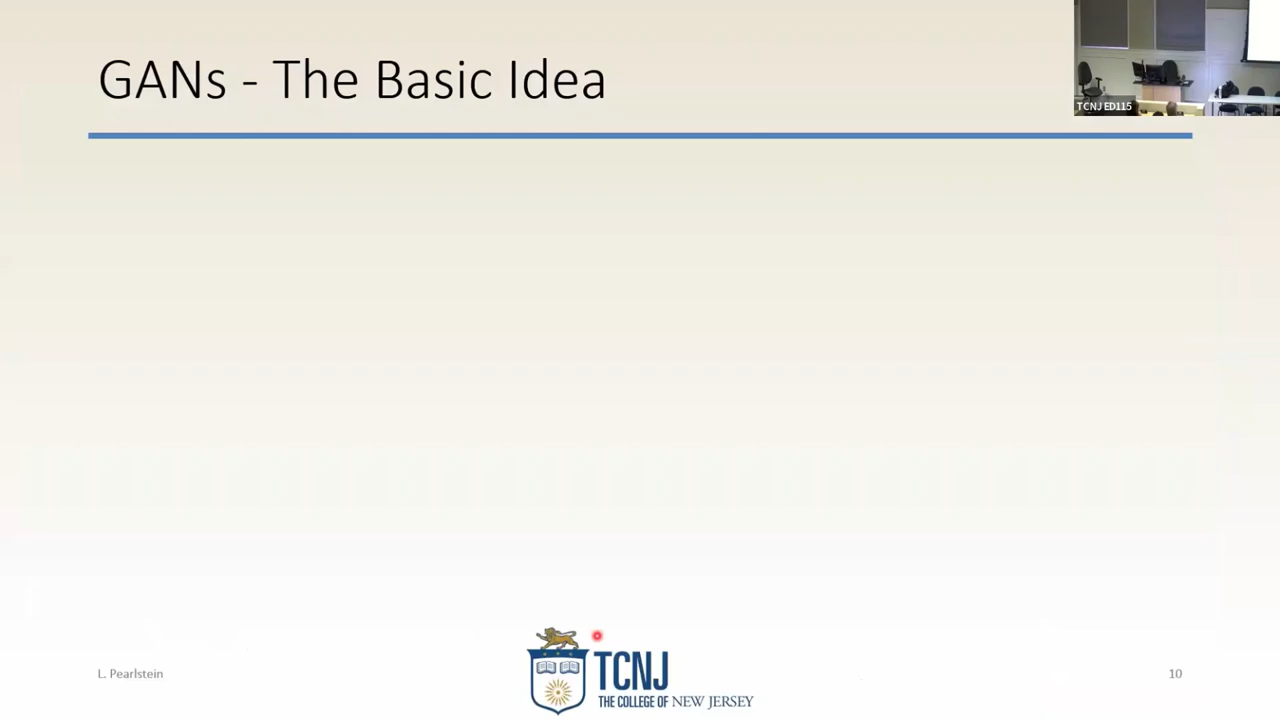 GANs - The Basic Idea
TCNJ ED115
L. Pearlstein
TCNJ
THE COLLEGE OF NEW JERSEY
10